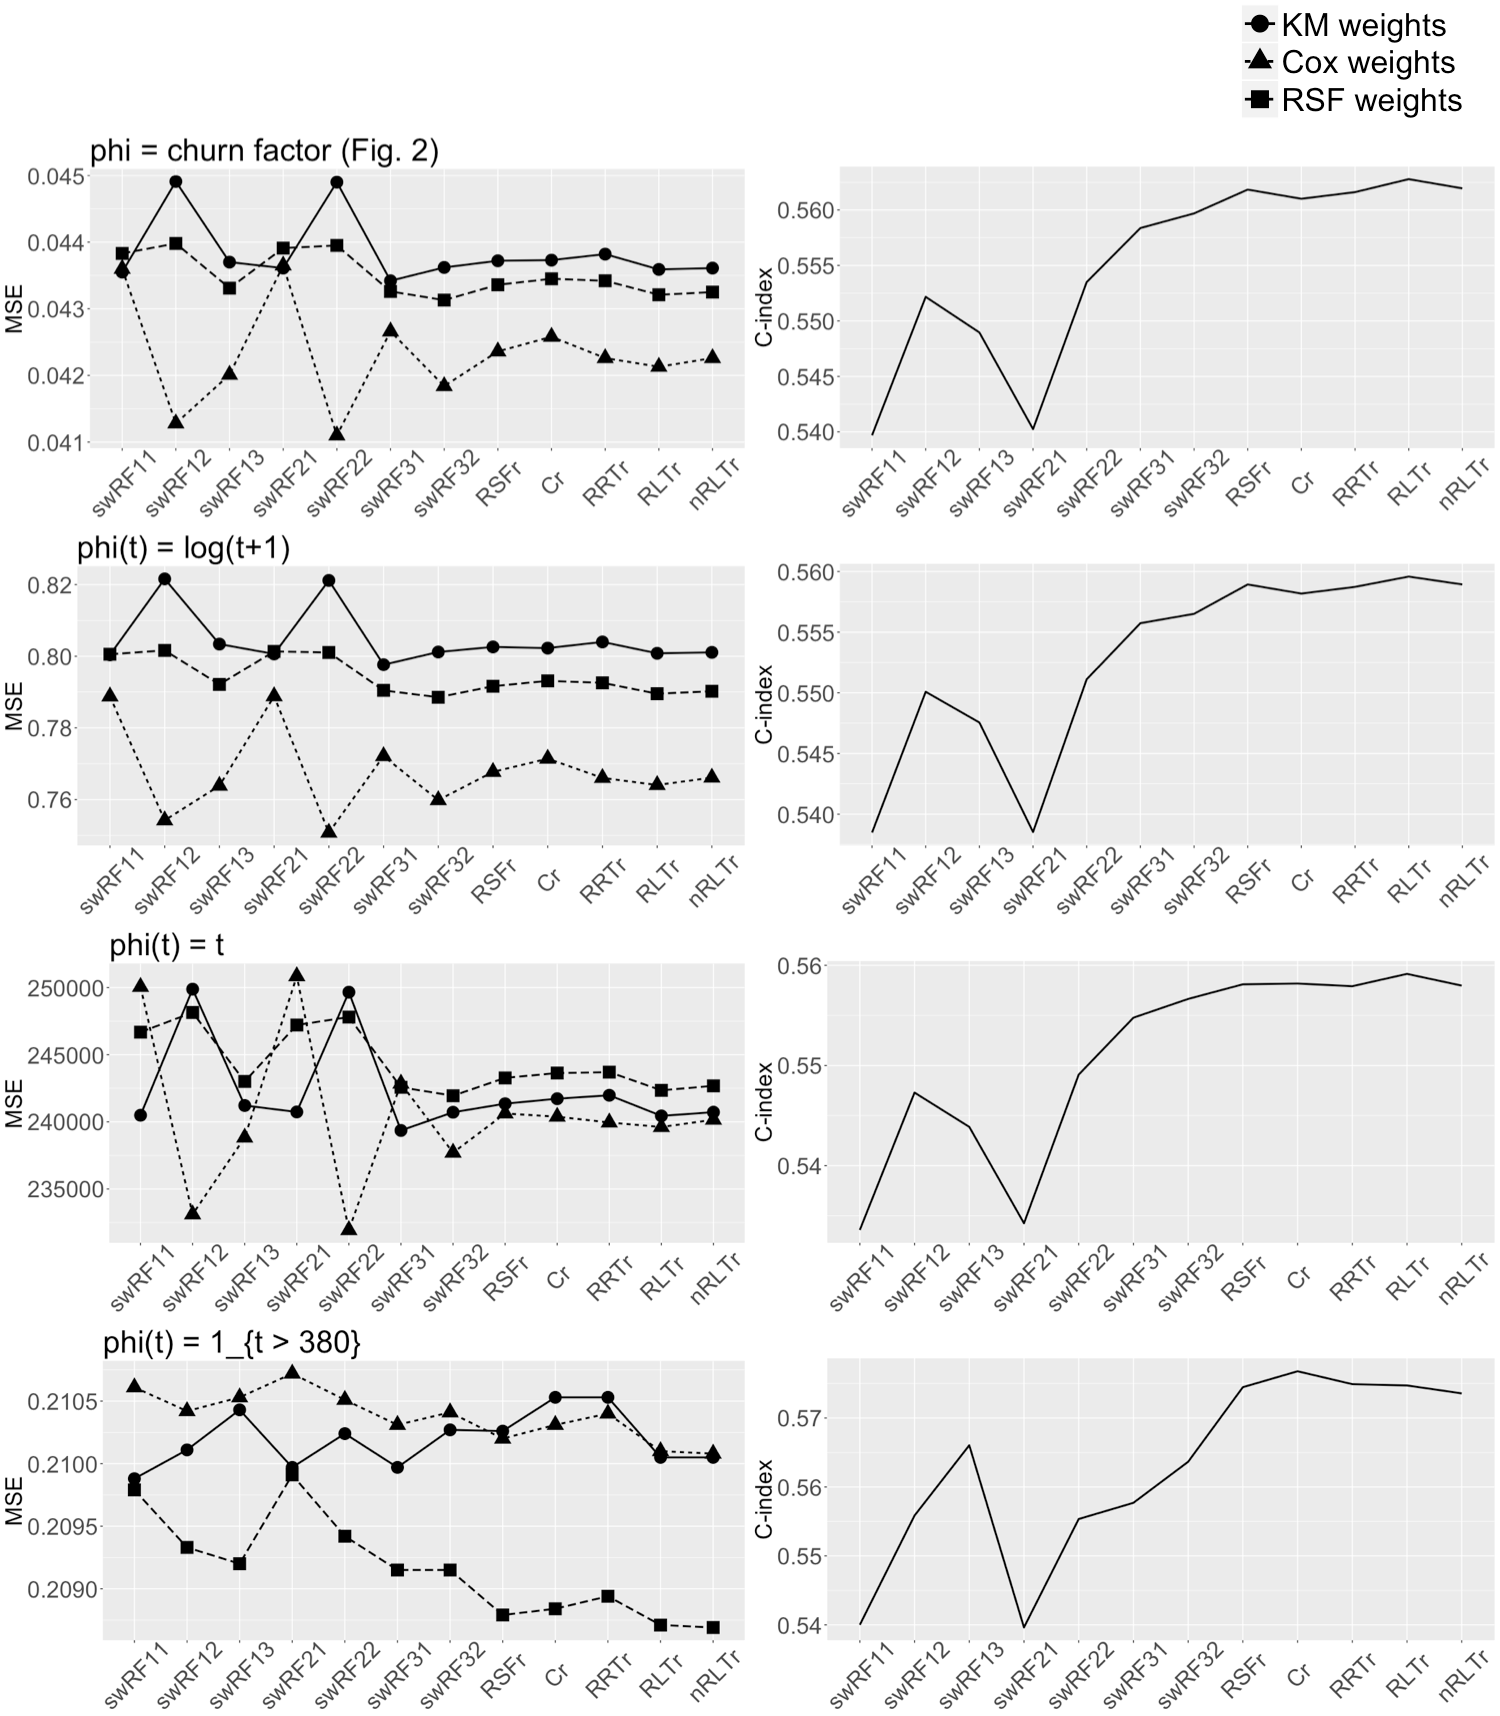 KM weights
Cox weights
RSF weights
phi = churn factor (Fig. 2)
MSE
0.045
0.044
0.043
0.042
0.041
swRF11 swRF12 swRF13 swRF21 swRF22 swRF31 swRF32 RSFr Cr RRTr RLTr nRLTr
C-index
0.560
0.555
0.550
0.545
0.540
swRF11 swRF12 swRF13 swRF21 swRF22 swRF31 swRF32 RSFr Cr RRTr RLTr nRLTr
phi(t) = log(t+1)
MSE
0.82
0.80
0.78
0.76
swRF11 swRF12 swRF13 swRF21 swRF22 swRF31 swRF32 RSFr Cr RRTr RLTr nRLTr
C-index
0.560
0.555
0.550
0.545
0.540
swRF11 swRF12 swRF13 swRF21 swRF22 swRF31 swRF32 RSFr Cr RRTr RLTr nRLTr
phi(t) = t
MSE
250000
245000
240000
235000
swRF11 swRF12 swRF13 swRF21 swRF22 swRF31 swRF32 RSFr Cr RRTr RLTr nRLTr
C-index
0.56
0.55
0.54
swRF11 swRF12 swRF13 swRF21 swRF22 swRF31 swRF32 RSFr Cr RRTr RLTr nRLTr
phi(t) = 1_{t > 380}
MSE
0.2105
0.2100
0.2095
0.2090
swRF11 swRF12 swRF13 swRF21 swRF22 swRF31 swRF32 RSFr Cr RRTr RLTr nRLTr
C-index
0.57
0.56
0.55
0.54
swRF11 swRF12 swRF13 swRF21 swRF22 swRF31 swRF32 RSFr Cr RRTr RLTr nRLTr